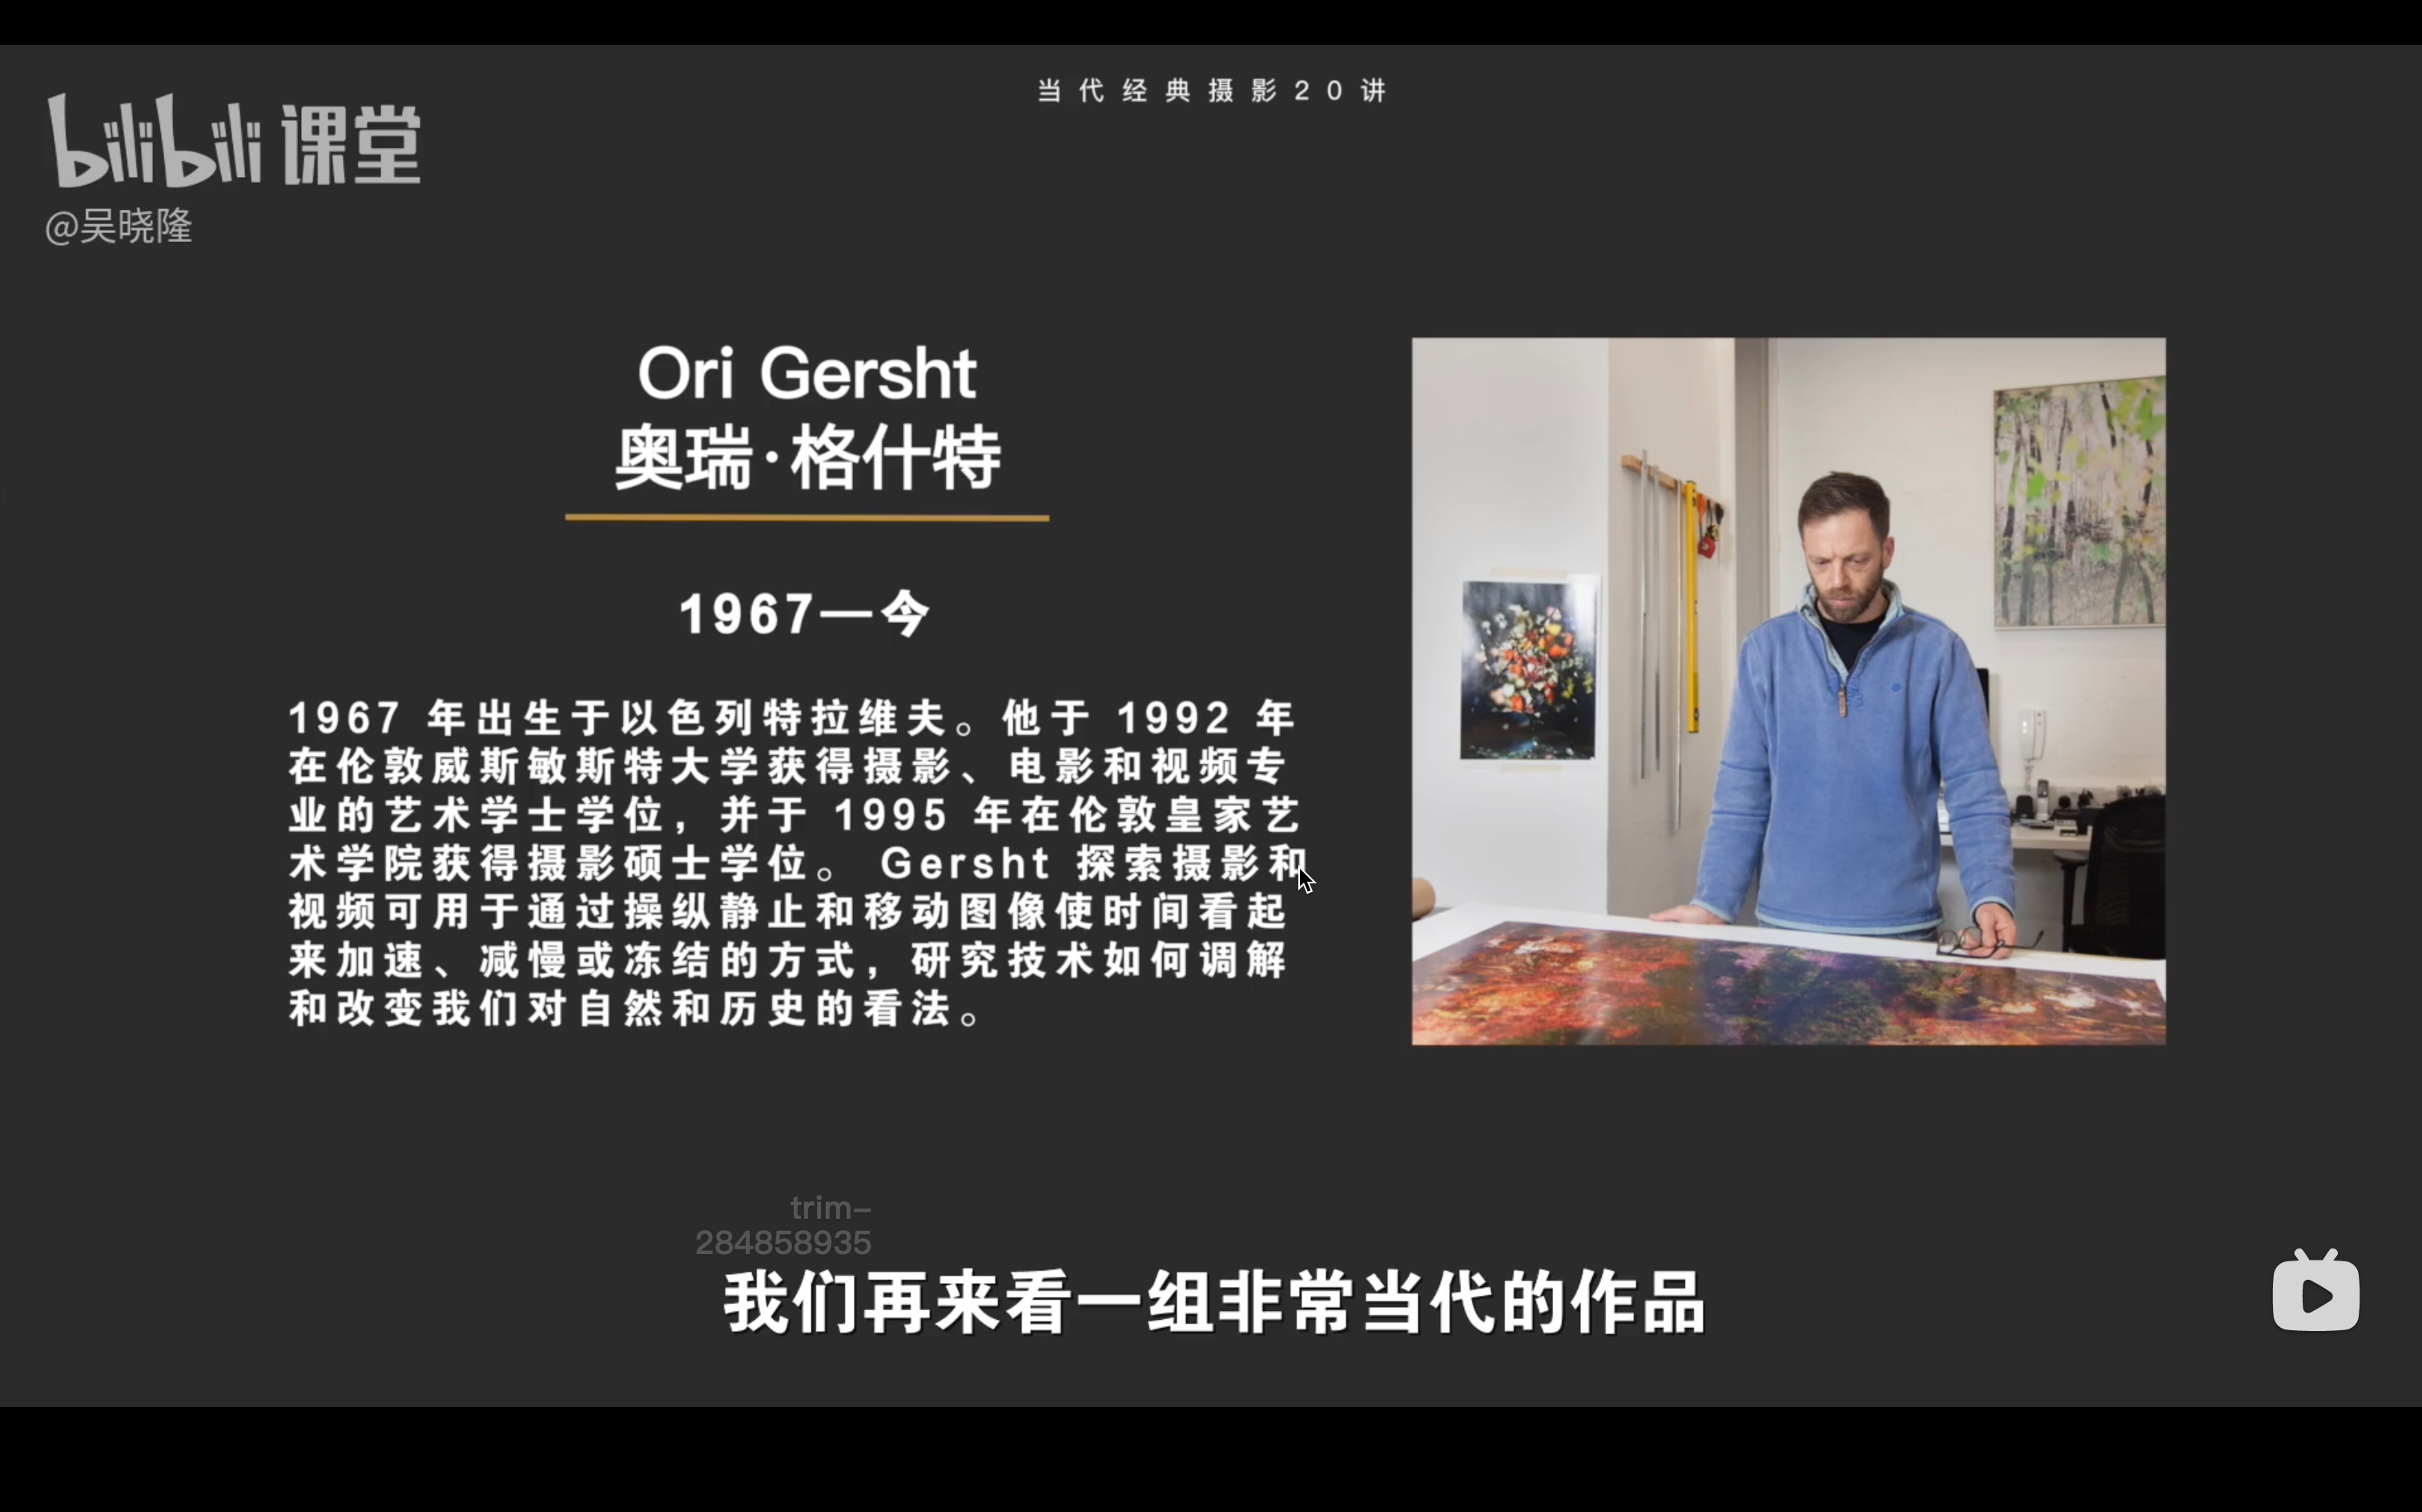 当代经典摄影20讲
bilibili 课堂
@吴晓隆
Ori Gersht
奥瑞·格什特
1967—今
1967 年出生于以色列特拉维夫。他于 1992 年
在伦敦威斯敏斯特大学获得摄影、电影和视频专
业的艺术学士学位，并于 1995 年在伦敦皇家艺
术学院获得摄影硕士学位。 Gersht 探索摄影和
视频可用于通过操纵静止和移动图像使时间看起
来加速、减慢或冻结的方式，研究技术如何调解
和改变我们对自然和历史的看法。
trim-
284858935
我们再来看一组非常当代的作品